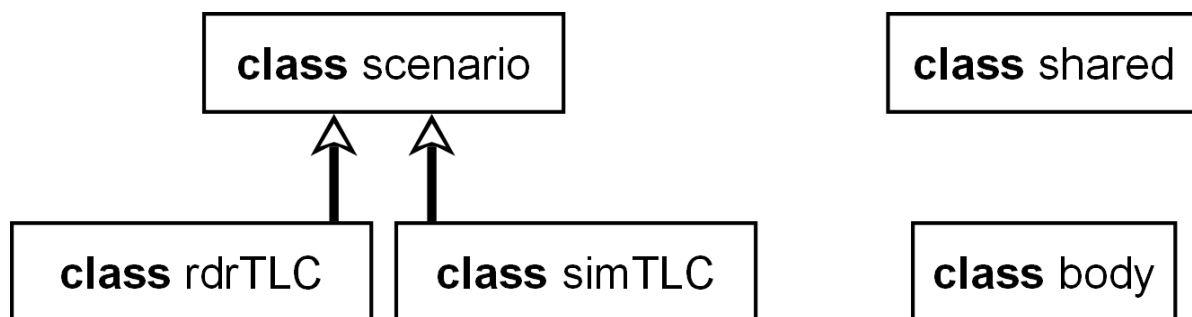 class scenario
class shared
class rdrTLC
class simTLC
class body